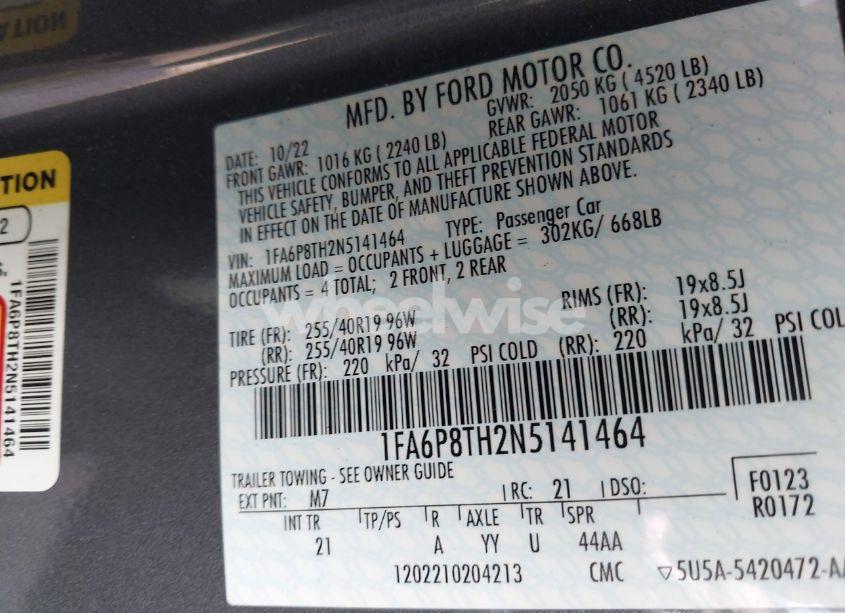 MFD. BY FORD MOTOR CO.
DATE: 10/22 GVWR: 2050 KG ( 4520 LB)
FRONT GAWR: 1016 KG ( 2240 LB) REAR GAWR: 1061 KG ( 2340 LB)
THIS VEHICLE CONFORMS TO ALL APPLICABLE FEDERAL MOTOR
VEHICLE SAFETY, BUMPER, AND THEFT PREVENTION STANDARDS
IN EFFECT ON THE DATE OF MANUFACTURE SHOWN ABOVE.
VIN: 1FA6P8TH2N5141464 TYPE: Passenger Car
MAXIMUM LOAD = OCCUPANTS + LUGGAGE = 302KG/ 668LB
OCCUPANTS = 4 TOTAL; 2 FRONT, 2 REAR
wheelwise
TIRE (FR): 255/40R19 96W RIMS (FR): 19x8.5J
(RR): 255/40R19 96W (RR): 19x8.5J
PRESSURE (FR): 220 kPa/ 32 PSI COLD (RR): 220 kPa/ 32 PSI COL
1FA6P8TH2N5141464
TRAILER TOWING - SEE OWNER GUIDE
EXT PNT: M7 RC: 21 DSO: F0123
R0172
INT TR TP/PS R AXLE TR SPR
21 A YY U 44AA
1202210204213 CMC ▽5U5A-5420472-AA
TION
2
1FA6P8TH2N5141464
ATION